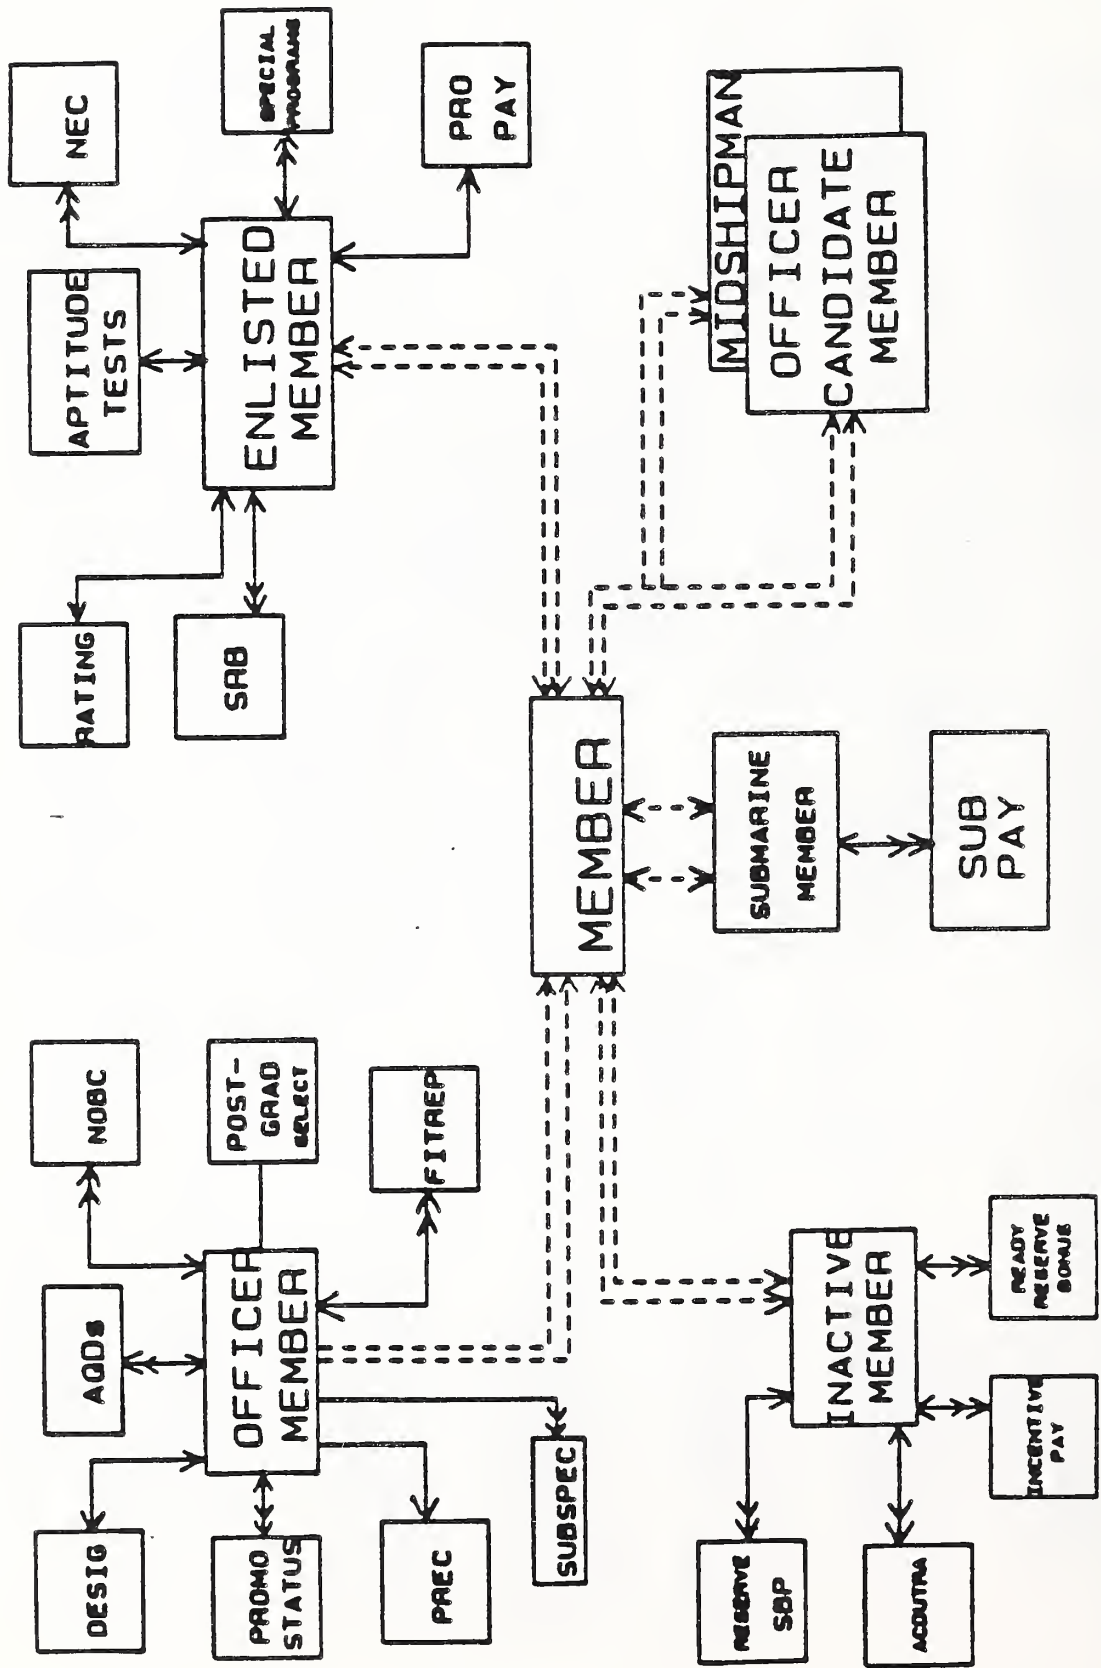 DESIG
AQDs
NOBC
RATING
APTITUDE
TESTS
NEC
PROMO
STATUS
OFFICER
MEMBER
POST-
GRAD
SELECT
SRB
ENLISTED
MEMBER
SPECIAL
PROGRAMS
PREC
FITREP
PRO
PAY
SUBSPEC
MEMBER
RESERVE
SBP
INACTIVE
MEMBER
SUBMARINE
MEMBER
MIDSHIPMAN
OFFICER
CANDIDATE
MEMBER
ACDUTRA
INCENTIVE
PAY
READY
RESERVE
BONUS
SUB
PAY